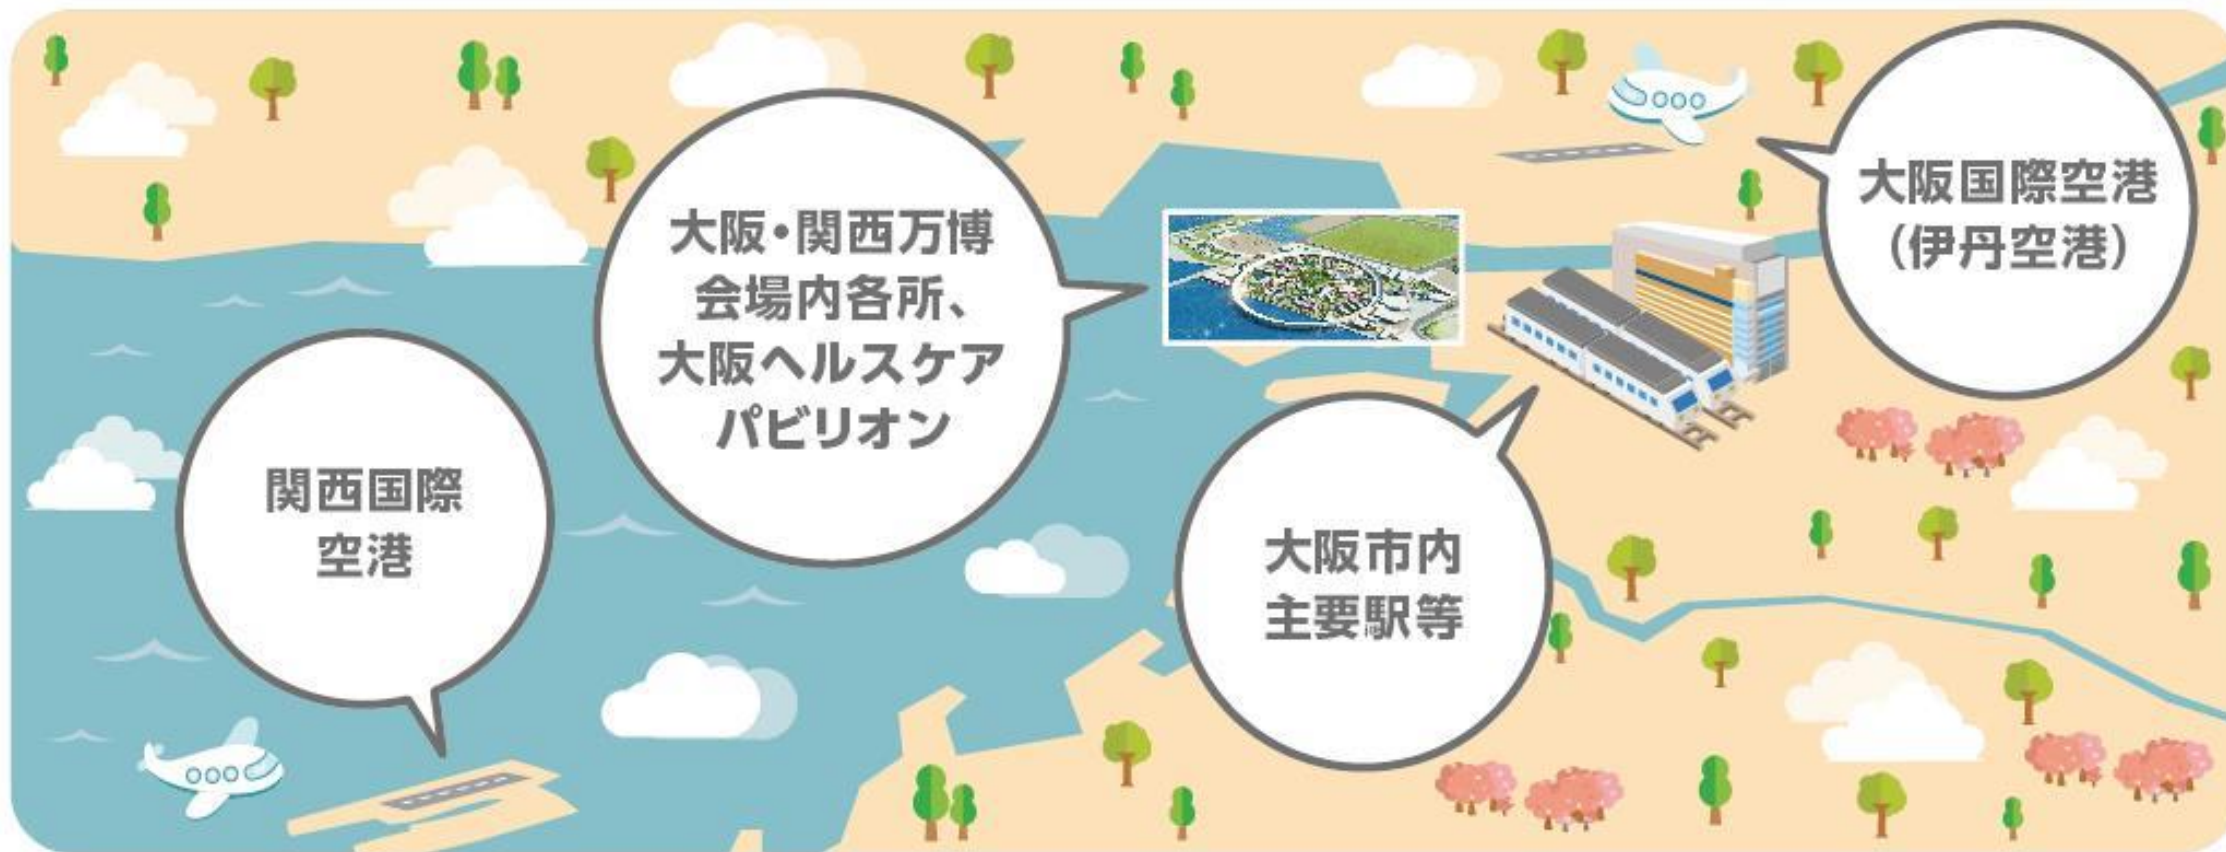 大阪・関西万博
会場内各所、
大阪ヘルスケア
パビリオン
大阪国際空港
(伊丹空港)
関西国際
空港
大阪市内
主要駅等